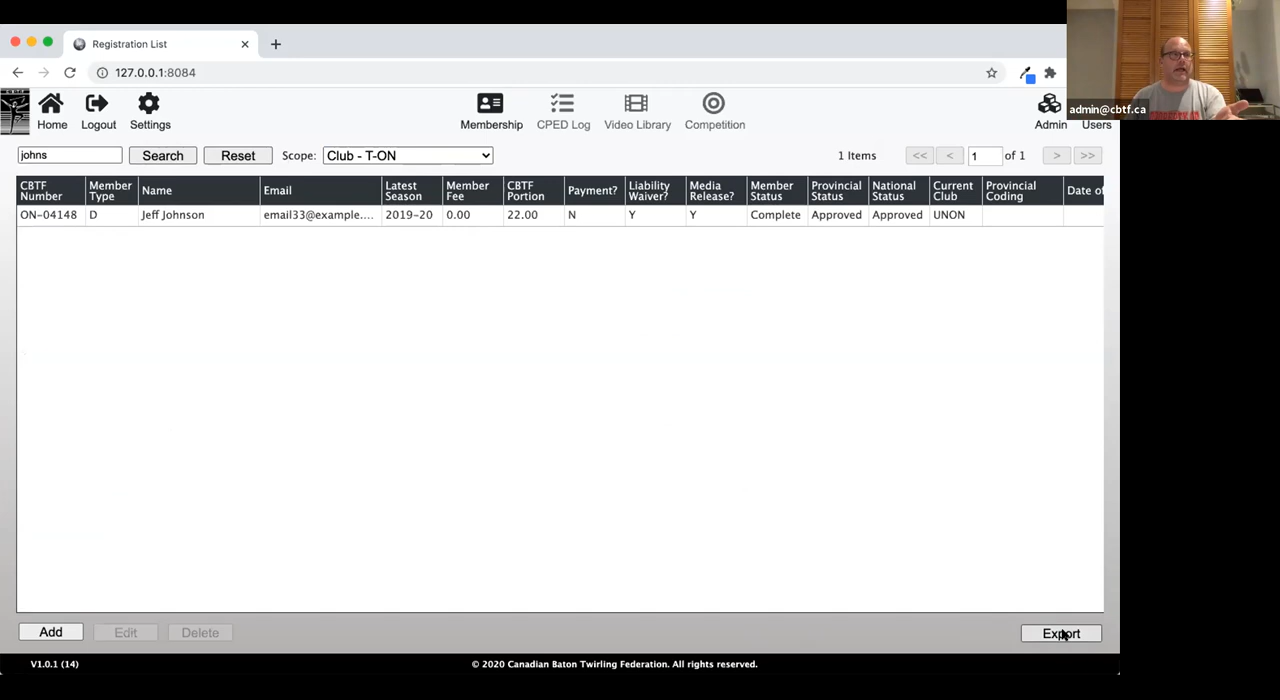 Registration List
127.0.0.1:8084
admin@cbtf.ca
Home Logout Settings Membership CPED Log Video Library Competition Admin Users
johns Search Reset Scope: Club - T-ON 1 Items << < 1 of 1 > >>
CBTF Number Member Type Name Email Latest Season Member Fee CBTF Portion Payment? Liability Waiver? Media Release? Member Status Provincial Status National Status Current Club Provincial Coding Date of
ON-04148 D Jeff Johnson email33@example.... 2019-20 0.00 22.00 N Y Y Complete Approved Approved UNON
Add Edit Delete Export
V1.0.1 (14) © 2020 Canadian Baton Twirling Federation. All rights reserved.